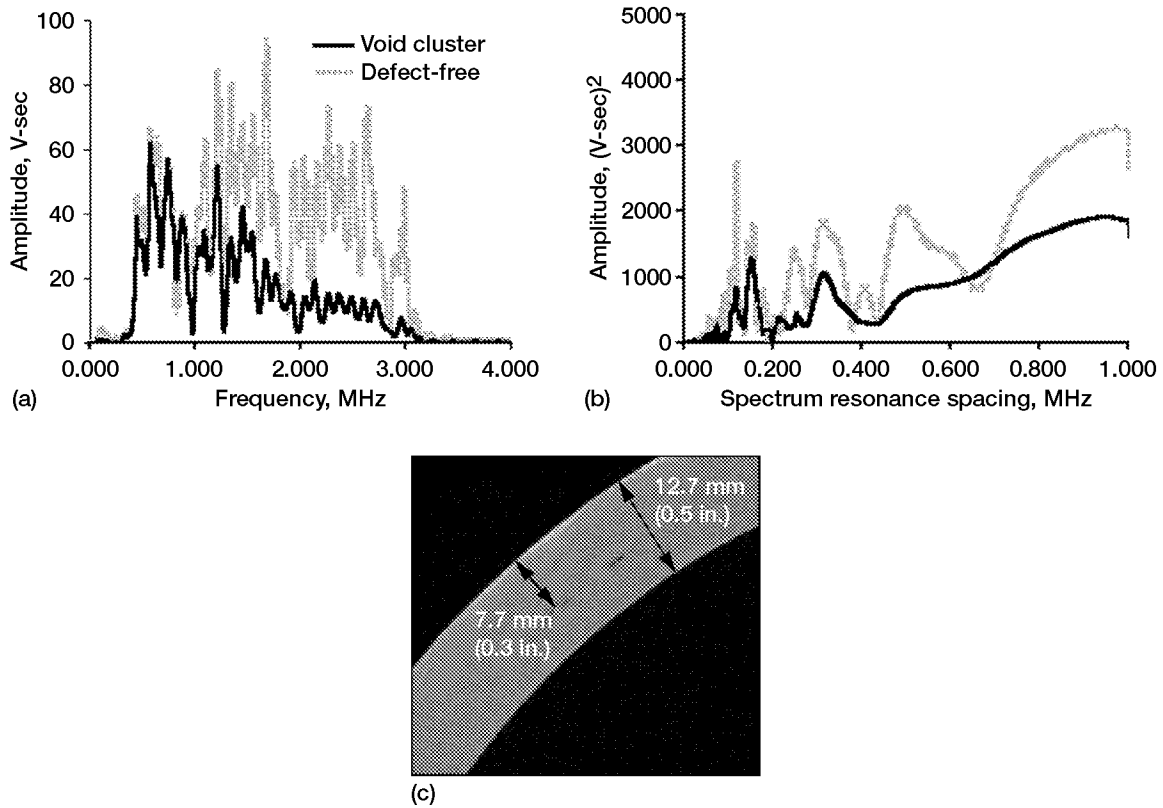 100
80
60
40
20
0
Amplitude, V-sec
Void cluster
Defect-free
0.000 1.000 2.000 3.000 4.000
(a)
Frequency, MHz
5000
4000
3000
2000
1000
0
Amplitude, (V-sec)²
0.000 0.200 0.400 0.600 0.800 1.000
(b)
Spectrum resonance spacing, MHz
12.7 mm
(0.5 in.)
7.7 mm
(0.3 in.)
(c)